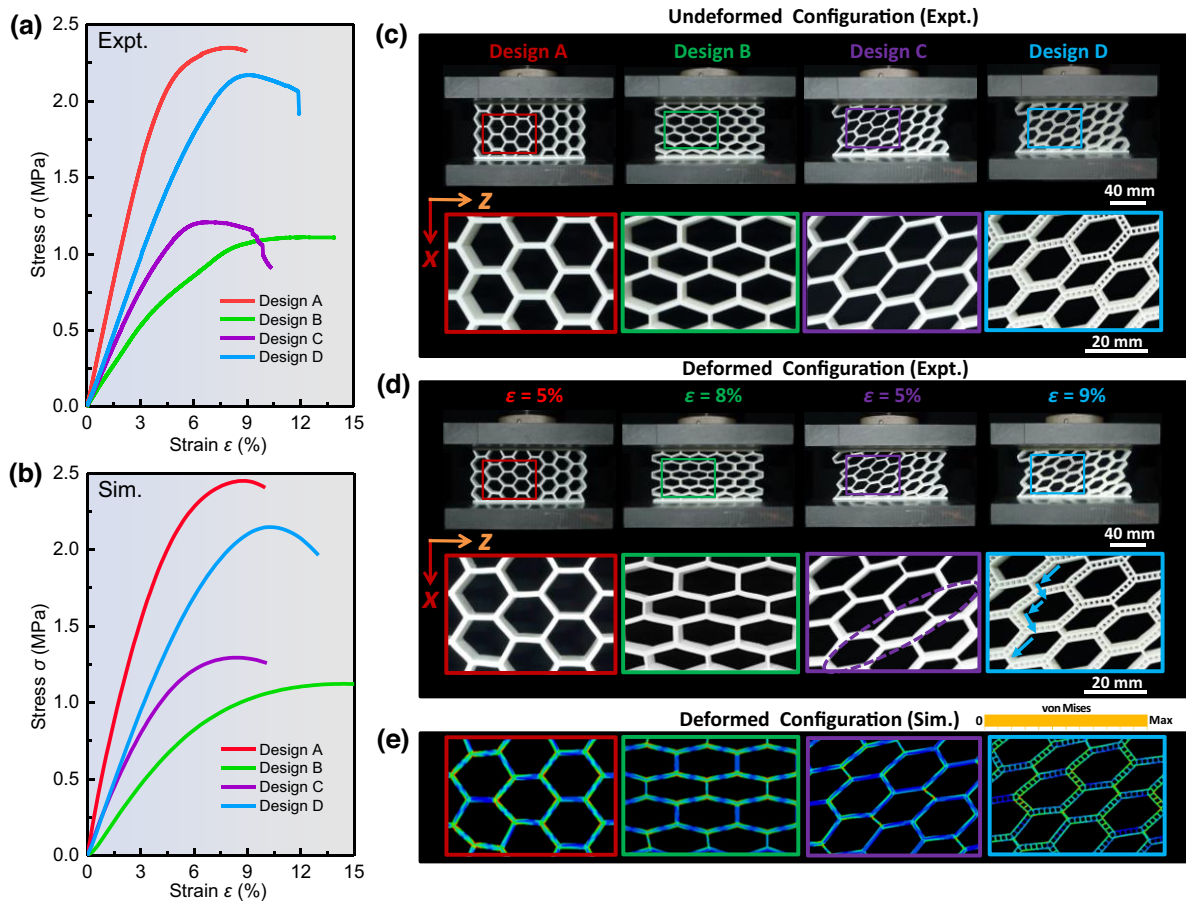 (a)
Expt.
2.5
2.0
1.5
1.0
0.5
0.0
Stress σ (MPa)
Design A
Design B
Design C
Design D
0 3 6 9 12 15
Strain ε (%)
(b)
Sim.
2.5
2.0
2.5
1.0
0.5
0.0
Stress σ (MPa)
Design A
Design B
Design C
Design D
0 3 6 9 12 15
Strain ε (%)
(c)
Undeformed Configuration (Expt.)
Design A Design B Design C Design D
40 mm
Z
X
20 mm
(d)
Deformed Configuration (Expt.)
ε = 5% ε = 8% ε = 5% ε = 9%
40 mm
Z
X
20 mm
(e)
Deformed Configuration (Sim.)
von Mises
0 Max